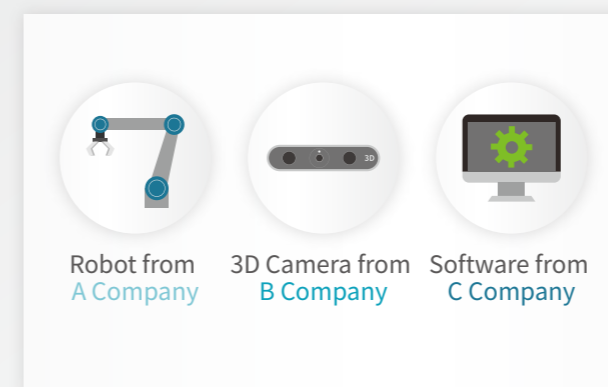 3D
Robot from
A Company
3D Camera from
B Company
Software from
C Company